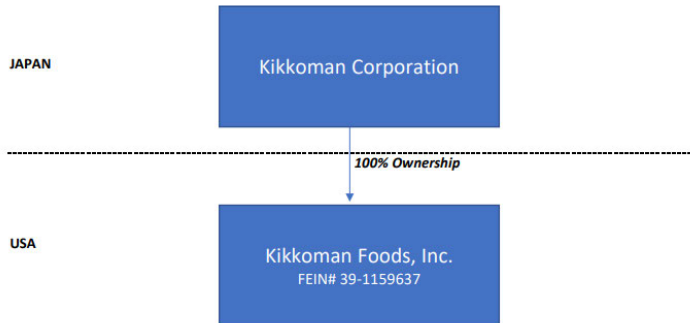 JAPAN
Kikkoman Corporation
100% Ownership
USA
Kikkoman Foods, Inc.
FEIN# 39-1159637